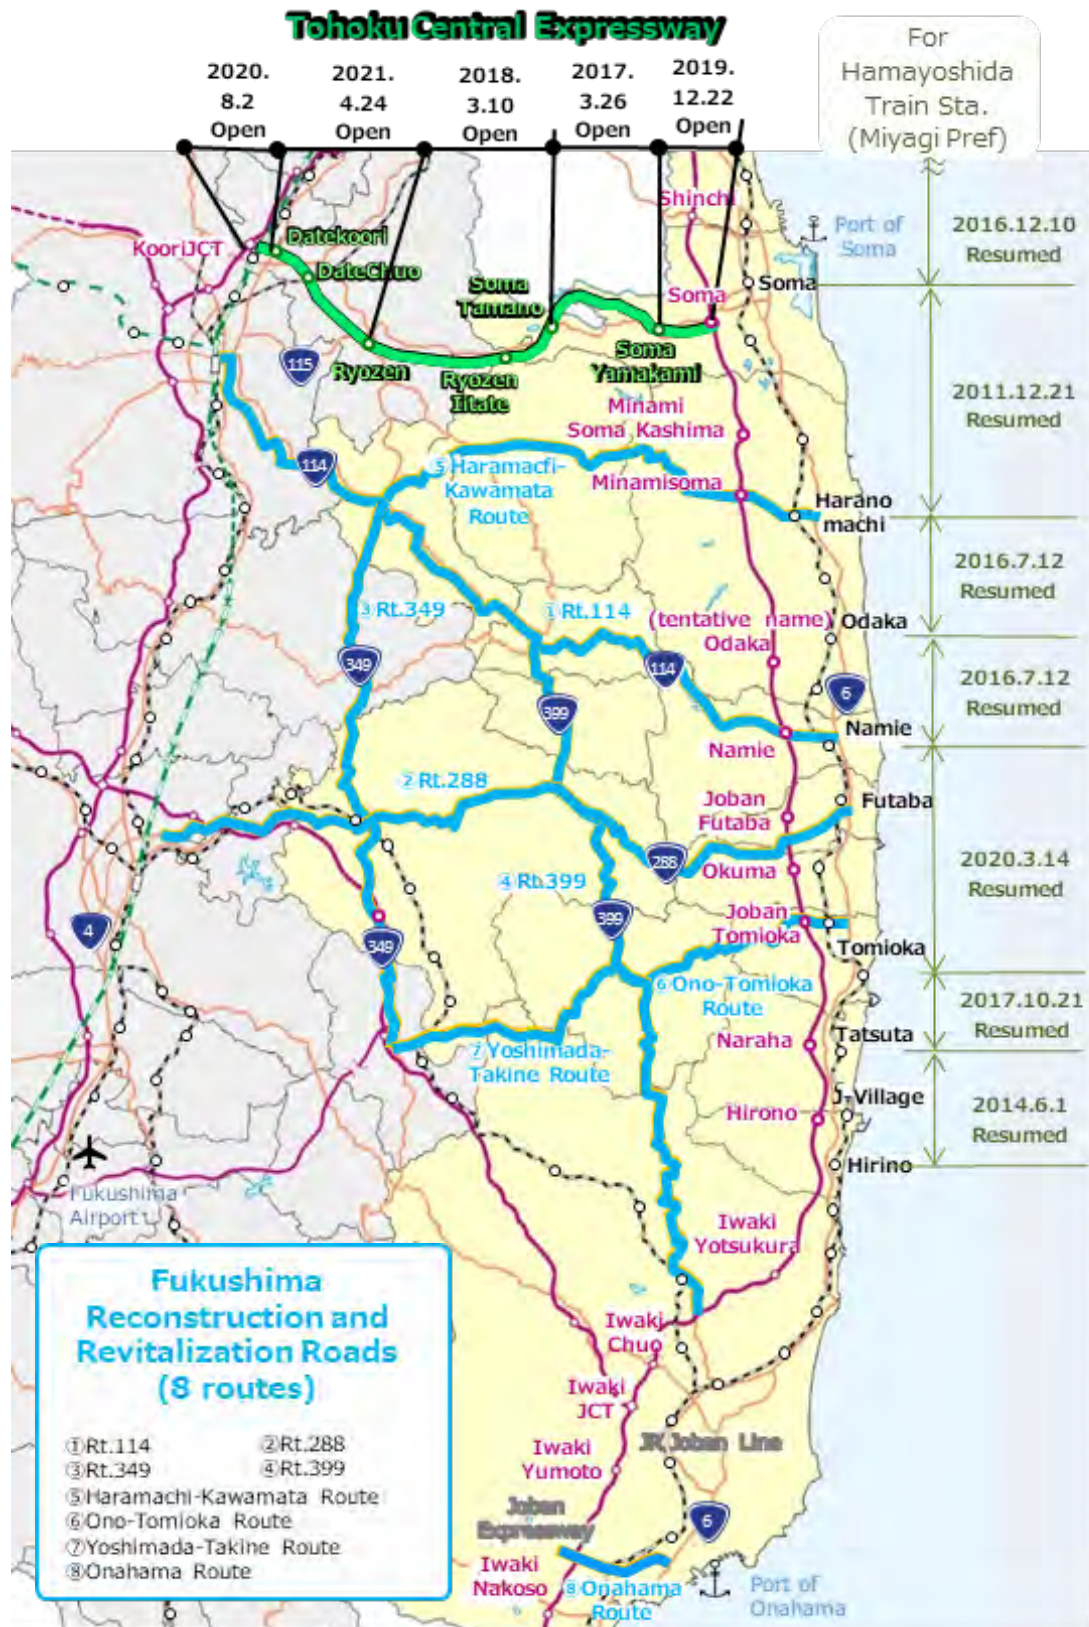 Tohoku Central Expressway
2020.
8.2
Open
2021.
4.24
Open
2018.
3.10
Open
2017.
3.26
Open
2019.
12.22
Open
For
Hamayoshida
Train Sta.
(Miyagi Pref)
Shinchi
Port of
Soma
2016.12.10
Resumed
KooriJCT
Datekoori
DateChuo
Soma
Tamano
Soma
Soma
115
Ryozen
Ryozen
Iitate
Soma
Yamakami
Minami
Soma Kashima
2011.12.21
Resumed
114
⑤Haramacfi-
Kawamata
Route
Minamisoma
Harano
machi
2016.7.12
Resumed
③Rt.349
①Rt.114
(tentative name)
Odaka
Odaka
349
114
6
2016.7.12
Resumed
399
Namie
Namie
②Rt.288
Joban
Futaba
Futaba
288
Okuma
2020.3.14
Resumed
④Rt.399
399
Joban
Tomioka
Tomioka
4
349
⑥Ono-Tomioka
Route
2017.10.21
Resumed
⑦Yoshimada-
Takine Route
Naraha
Tatsuta
Hirono
J-Village
2014.6.1
Resumed
Hirino
Fukushima
Airport
Iwaki
Yotsukura
Fukushima
Reconstruction and
Revitalization Roads
(8 routes)
①Rt.114 ②Rt.288
③Rt.349 ④Rt.399
⑤Haramachi-Kawamata Route
⑥Ono-Tomioka Route
⑦Yoshimada-Takine Route
⑧Onahama Route
Iwaki
Chuo
Iwaki
JCT
Iwaki
Yumoto
JR Joban Line
Joban
Expressway
6
Iwaki
Nakoso
⑧Onahama
Route
Port of
Onahama